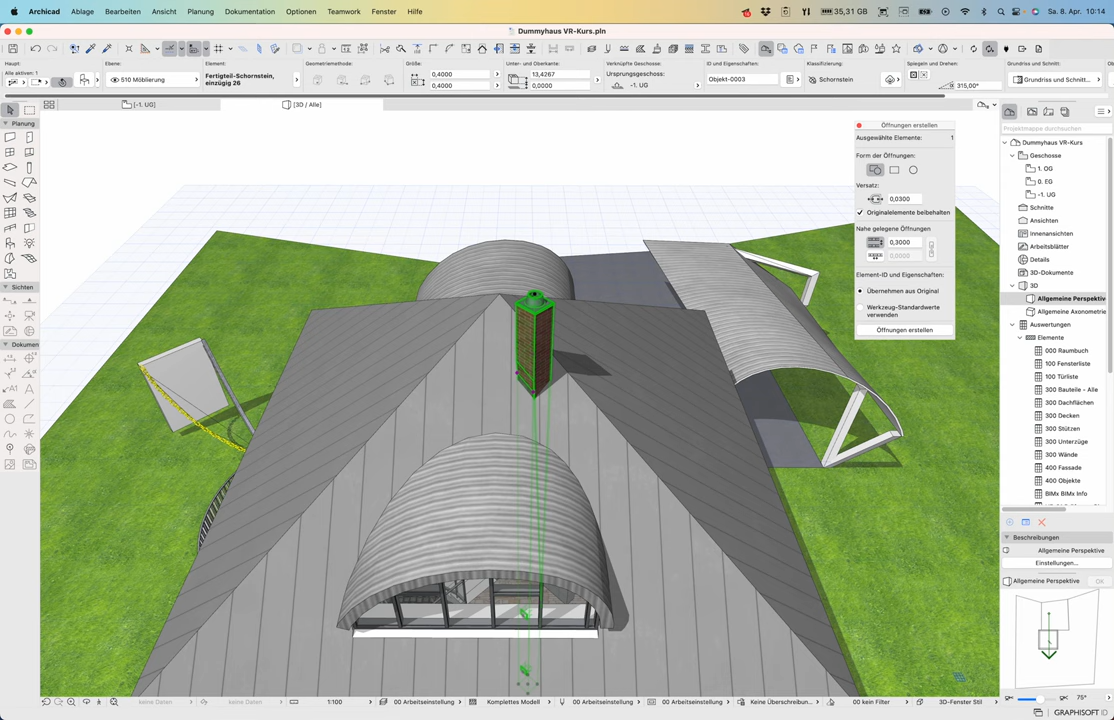 Archicad Ablage Bearbeiten Ansicht Planung Dokumentation Optionen Teamwork Fenster Hilfe 35,31 GB Sa. 8. Apr. 10:14
Dummyhaus VR-Kurs.pln
Haupt:
Alle aktiven: 1
Ebene:
510 Möblierung
Element:
Fertigteil-Schornstein,
einzügig 26
Geometriemethode:
Größe:
0,4000
0,4000
Unter- und Oberkante:
13,4267
0,0000
Verknüpfte Geschosse
Ursprungsgeschoss:
-1. UG
ID und Eigenschaften:
Objekt-0003
Klassifizierung:
Schornstein
Spiegeln und Drehen:
315,00°
Grundriss und Schnitt:
Grundriss und Schnitt...
[-1. UG]
[3D / Alle]
Planung
Sichten
Dokumen
Öffnungen erstellen
Ausgewählte Elemente: 1
Form der Öffnungen:
Versatz:
0,0300
Originalelemente beibehalten
Nahe gelegene Öffnungen
0,3000
0,0000
Element-ID und Eigenschaften:
Übernehmen aus Original
Werkzeug-Standardwerte
verwenden
Öffnungen erstellen
Projektmappe durchsuchen
Dummyhaus VR-Kurs
Geschosse
1. OG
0. EG
-1. UG
Schnitte
Ansichten
Innenansichten
Arbeitsblätter
Details
3D-Dokumente
3D
Allgemeine Perspektiv
Allgemeine Axonometrie
Auswertungen
Elemente
000 Raumbuch
100 Fensterliste
100 Türliste
300 Bauteile - Alle
300 Dachflächen
300 Decken
300 Stützen
300 Unterzüge
300 Wände
400 Fassade
400 Objekte
BIMx BIMx Info
Beschreibungen
Allgemeine Perspektive
Einstellungen...
Allgemeine Perspektive OK
75°
keine Daten
keine Daten
1:100
00 Arbeitseinstellung
Komplettes Modell
00 Arbeitseinstellung
00 Arbeitseinstellung
Keine Überschreibun...
00 kein Filter
3D-Fenster Stil
GRAPHISOFT ID